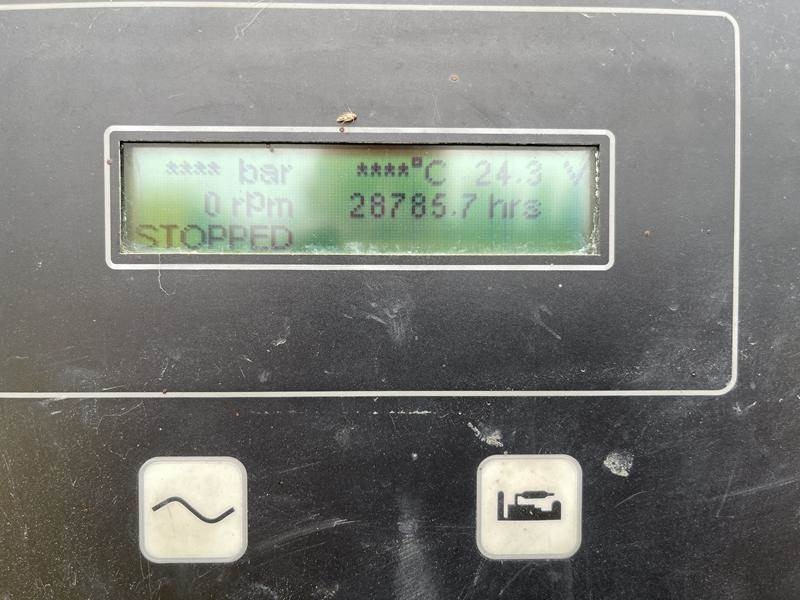 **** bar ****°C 24.3 V
0 rpm 28785.7 hrs
STOPPED